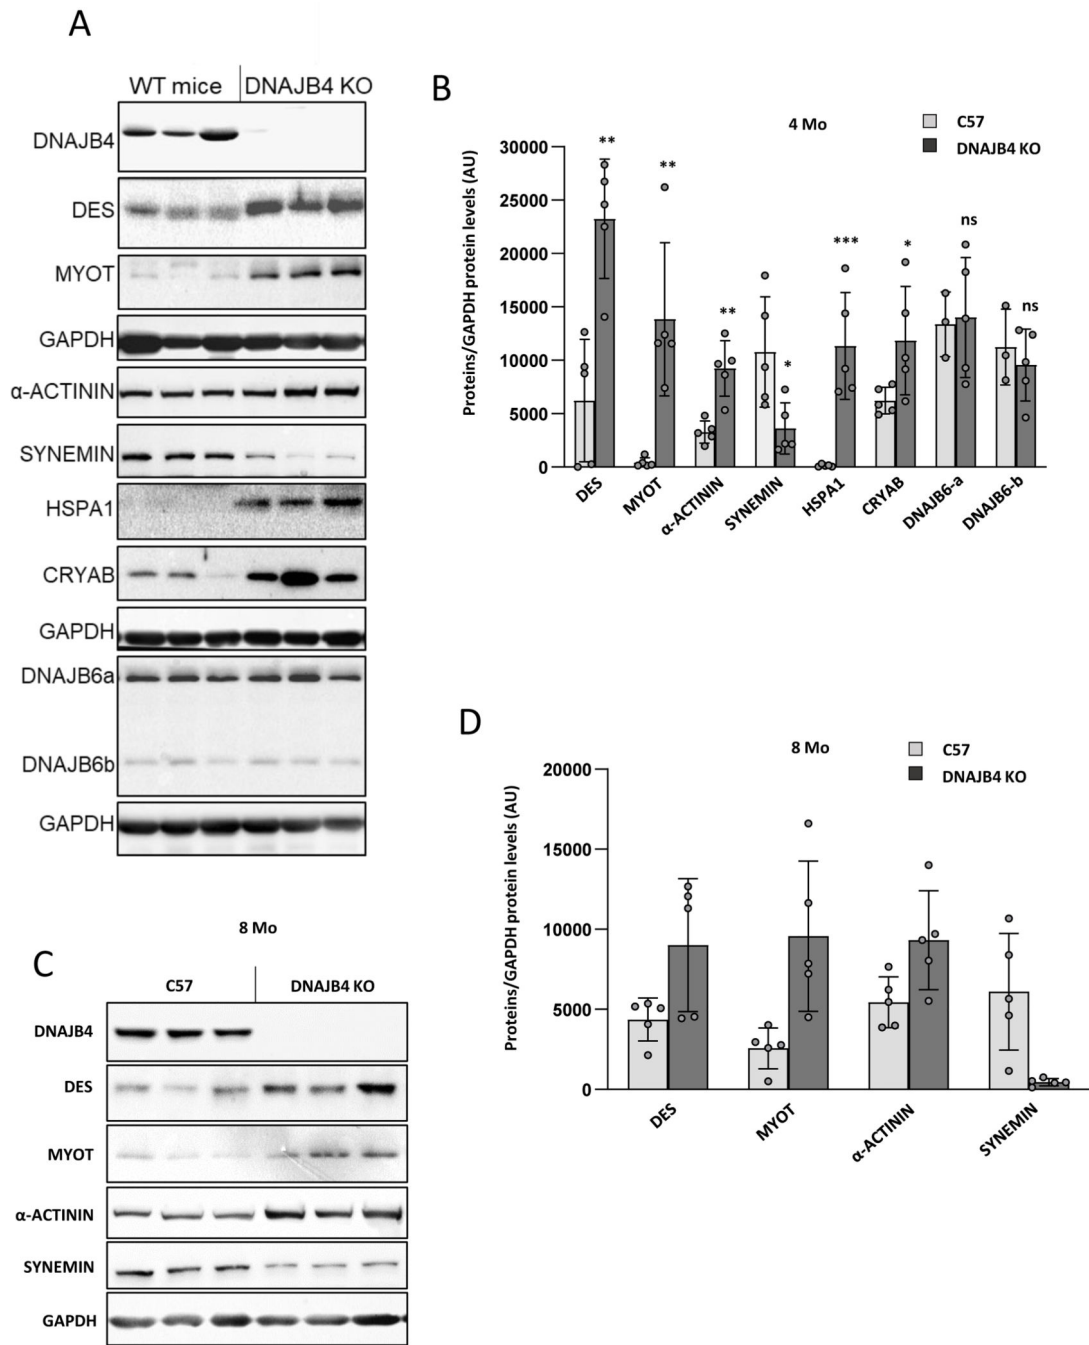 A
WT mice DNAJB4 KO
DNAJB4
DES
MYOT
GAPDH
α-ACTININ
SYNEMIN
HSPA1
CRYAB
GAPDH
DNAJB6a
DNAJB6b
GAPDH
B
4 Mo
C57
DNAJB4 KO
Proteins/GAPDH protein levels (AU)
30000
25000
20000
15000
10000
5000
0
** ** ** * *** * ns ns
DES MYOT α-ACTININ SYNEMIN HSPA1 CRYAB DNAJB6-a DNAJB6-b
8 Mo
C
C57 DNAJB4 KO
DNAJB4
DES
MYOT
α-ACTININ
SYNEMIN
GAPDH
D
8 Mo
C57
DNAJB4 KO
Proteins/GAPDH protein levels (AU)
20000
15000
10000
5000
0
DES MYOT α-ACTININ SYNEMIN